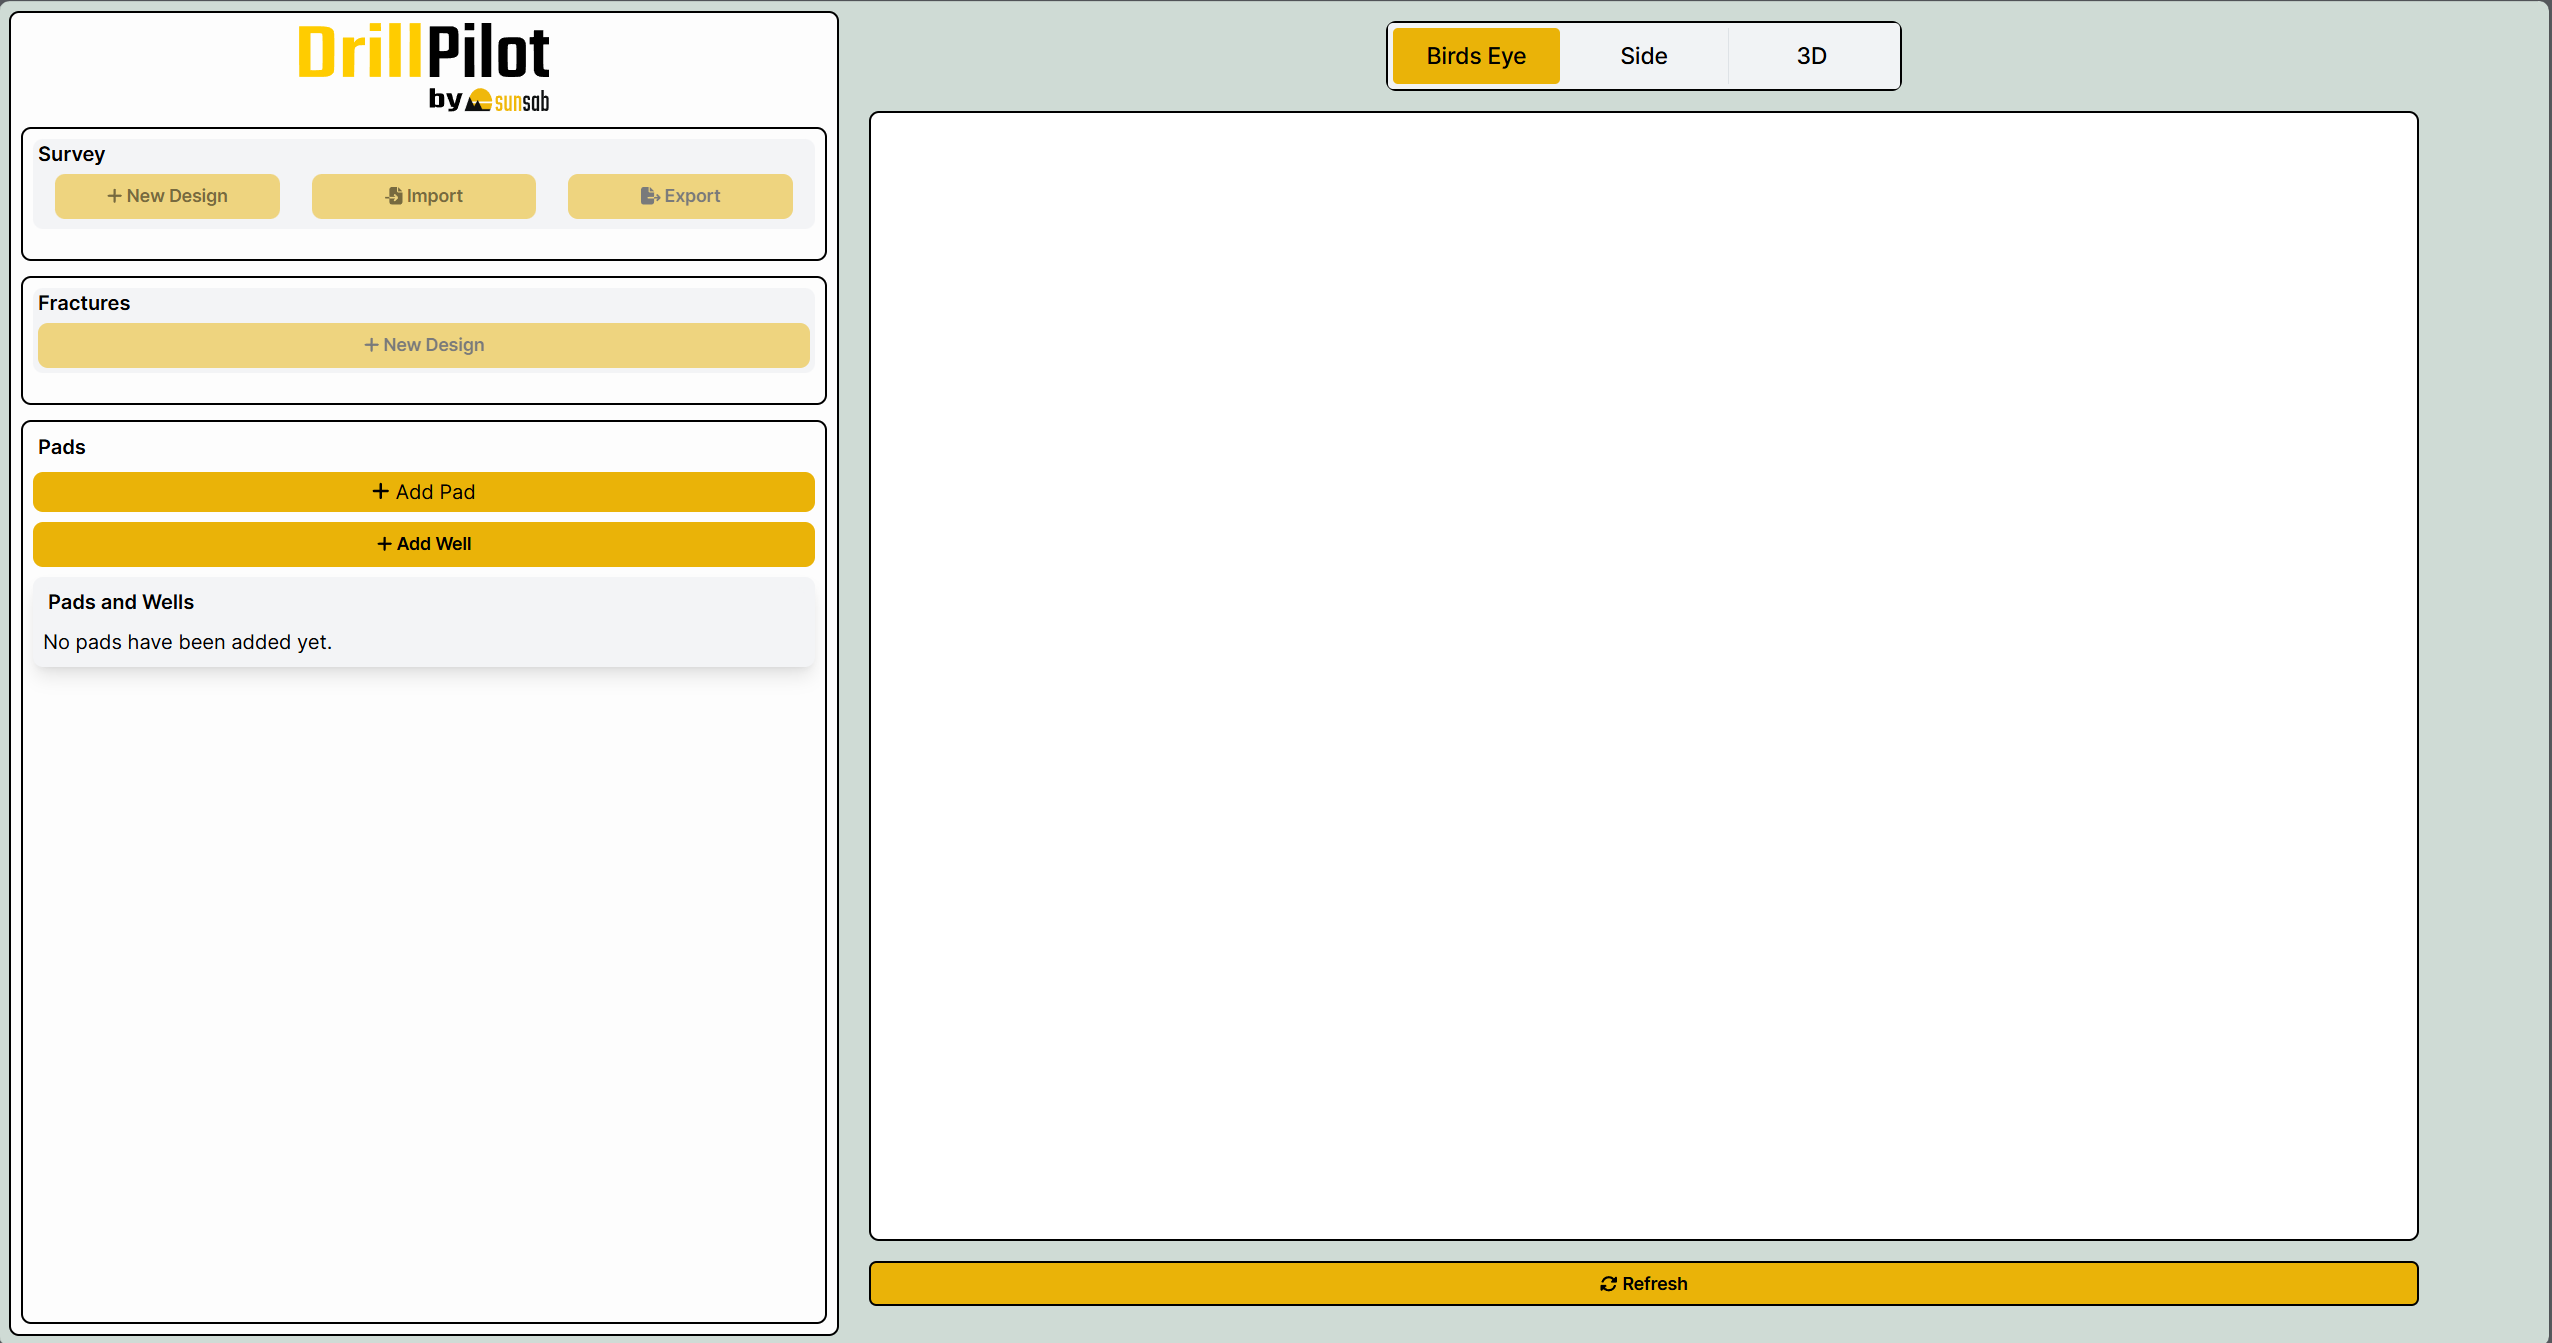 DrillPilot
by sunsab
Survey
New Design
Import
Export
Fractures
New Design
Pads
Add Pad
Add Well
Pads and Wells
No pads have been added yet.
Birds Eye
Side
3D
Refresh